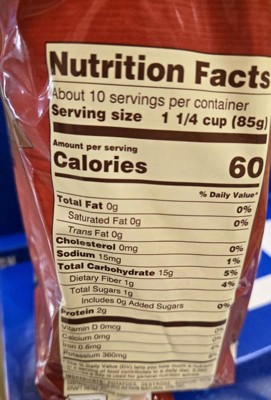 Nutrition Facts
About 10 servings per container
Serving size 1 1/4 cup (85g)
Amount per serving
Calories 60
% Daily Value*
Total Fat 0g 0%
Saturated Fat 0g 0%
Trans Fat 0g
Cholesterol 0mg 0%
Sodium 15mg 1%
Total Carbohydrate 15g 5%
Dietary Fiber 1g 4%
Total Sugars 1g
Includes 0g Added Sugars 0%
Protein 2g
Vitamin D 0mcg 0%
Calcium 0mg
Iron 0.6mg
Potassium 360mg